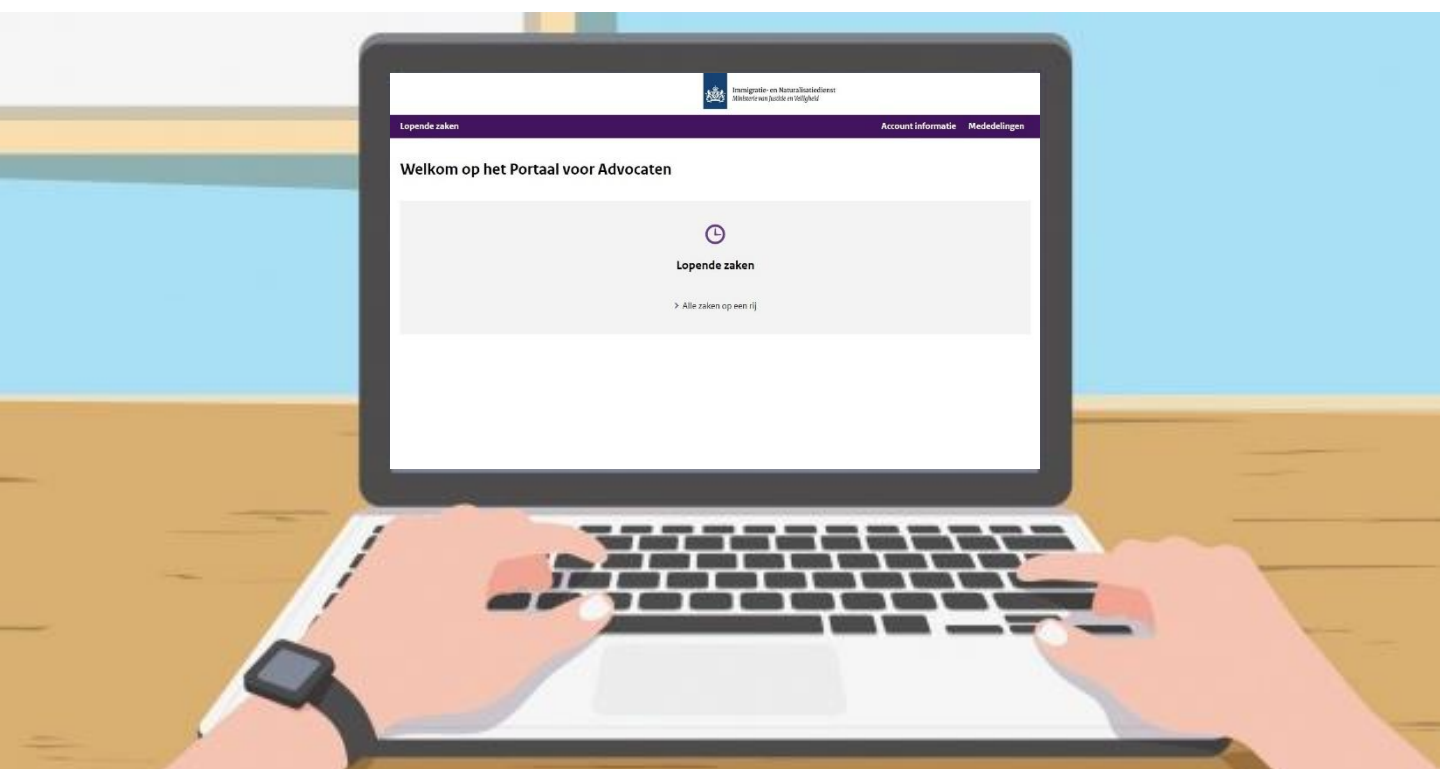 Immigratie- en Naturalisatiedienst
Ministerie van Justitie en Veiligheid
Lopende zaken
Account informatie Mededelingen
Welkom op het Portaal voor Advocaten
Lopende zaken
> Alle zaken op een rij